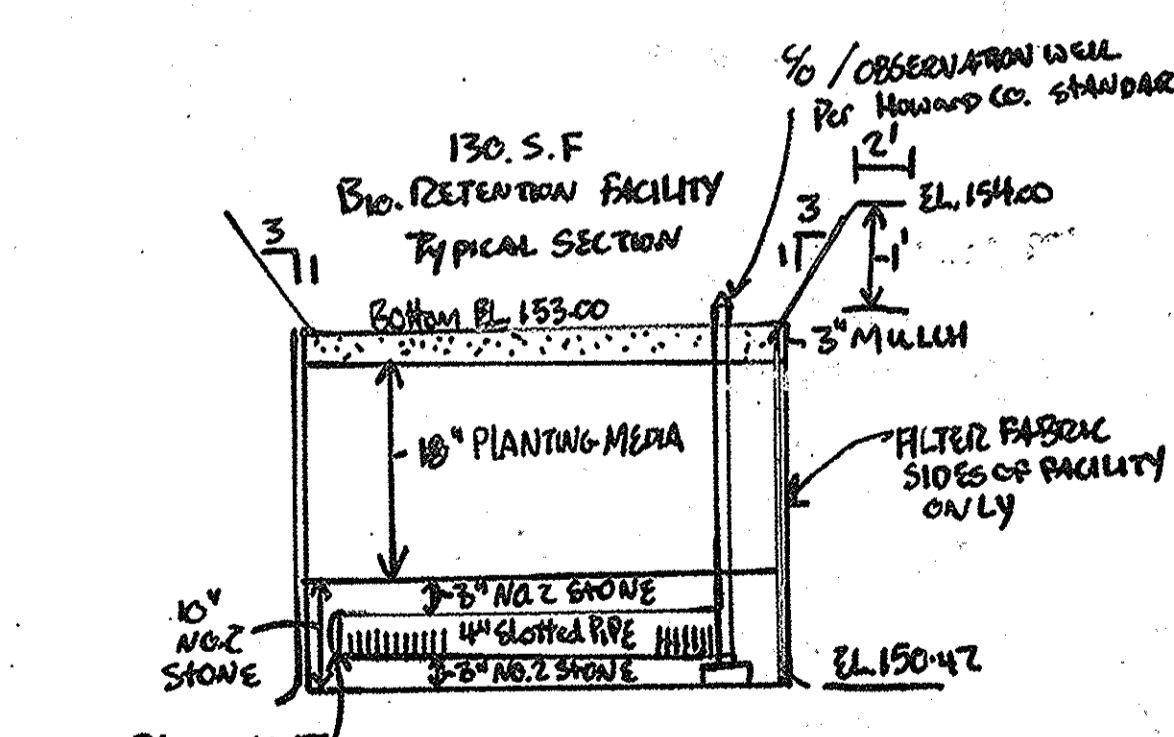 C/O / OBSERVATION WELL
Per HOWARD CO. STANDAR
130. S.F
BIO. RETENTION FACILITY
TYPICAL SECTION
2'
EL. 154.00
3
1
3
1
1'
Bottom EL. 153.00
3" MULCH
18" PLANTING MEDIA
FILTER FABRIC
SIDES OF FACILITY
ONLY
3" NO.2 STONE
10"
NO.2
STONE
4" Slotted PIPE
3" NO.2 STONE
EL. 150.42